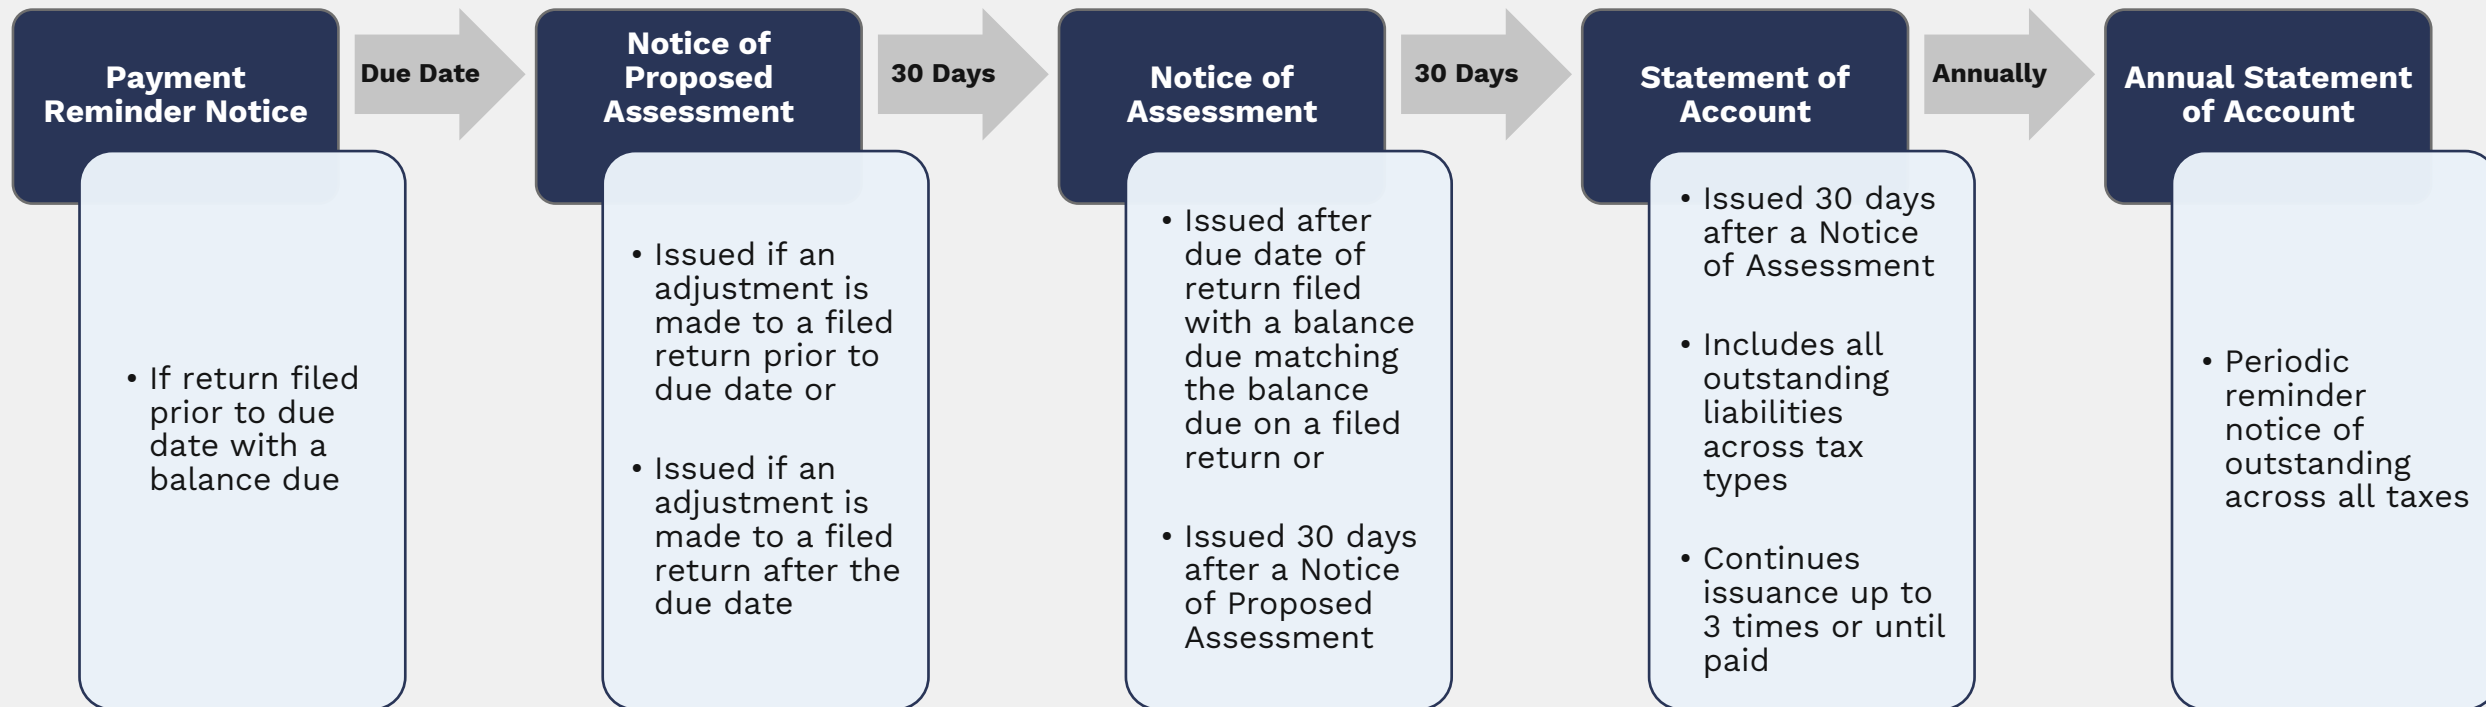 Payment
Reminder Notice
• If return filed
prior to due
date with a
balance due
Due Date
Notice of
Proposed
Assessment
• Issued if an
adjustment is
made to a filed
return prior to
due date or
• Issued if an
adjustment is
made to a filed
return after the
due date
30 Days
Notice of
Assessment
• Issued after
due date of
return filed
with a balance
due matching
the balance
due on a filed
return or
• Issued 30 days
after a Notice
of Proposed
Assessment
30 Days
Statement of
Account
• Issued 30 days
after a Notice
of Assessment
• Includes all
outstanding
liabilities
across tax
types
• Continues
issuance up to
3 times or until
paid
Annually
Annual Statement
of Account
• Periodic
reminder
notice of
outstanding
across all taxes